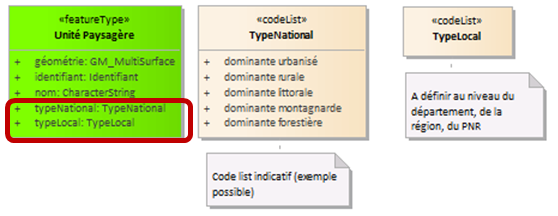 «featureType»
Unité Paysagère
+ géométrie: GM_MultiSurface
+ identifiant: Identifiant
+ nom: CharacterString
+ typeNational: TypeNational
+ typeLocal: TypeLocal
«codeList»
TypeNational
+ dominante urbanisé
+ dominante rurale
+ dominante littorale
+ dominante montagnarde
+ dominante forestière
Code list indicatif (exemple
possible)
«codeList»
TypeLocal
A définir au niveau du
département, de la
région, du PNR